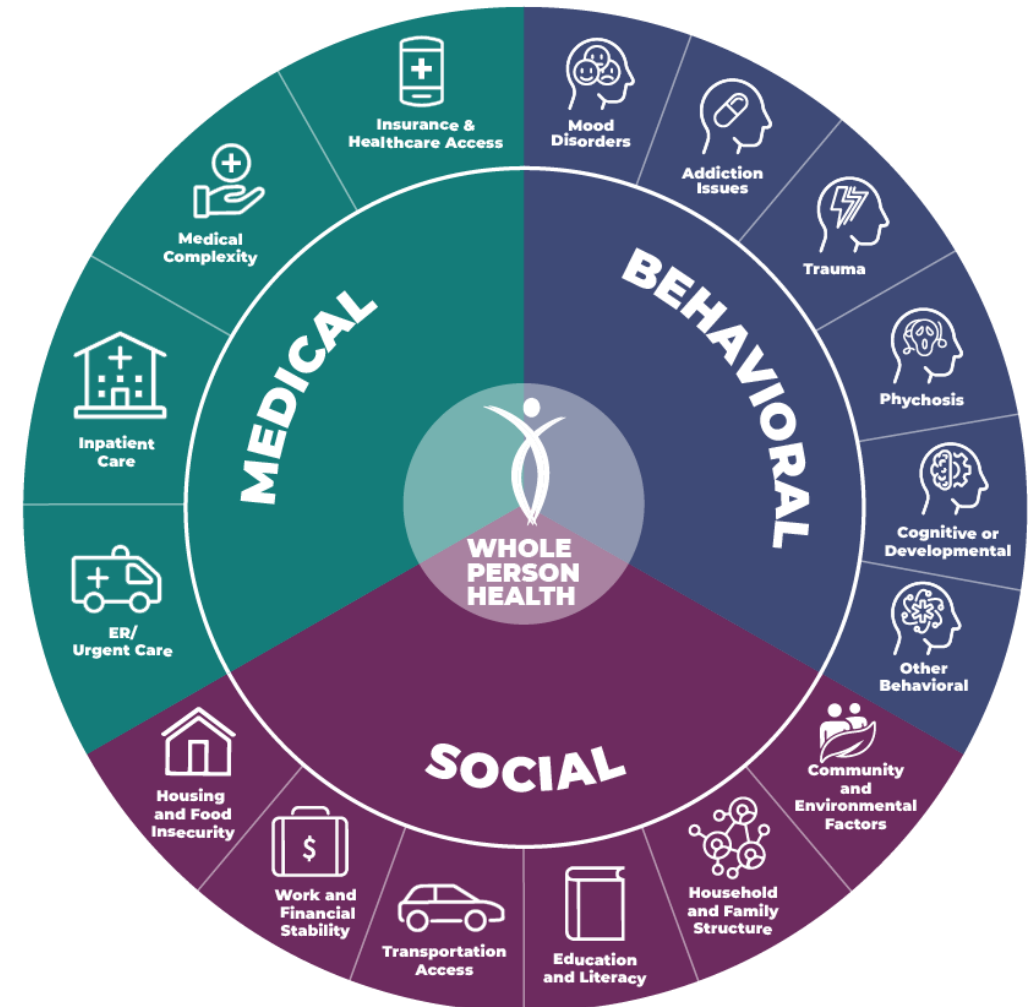 Insurance &
Healthcare Access
Mood
Disorders
Addiction
Issues
Medical
Complexity
Trauma
Inpatient
Care
Phychosis
ER/
Urgent Care
Cognitive or
Developmental
Other
Behavioral
MEDICAL
BEHAVIORAL
WHOLE
PERSON
HEALTH
SOCIAL
Housing
and Food
Insecurity
$
Work and
Financial
Stability
Transportation
Access
Education
and Literacy
Household
and Family
Structure
Community
and
Environmental
Factors